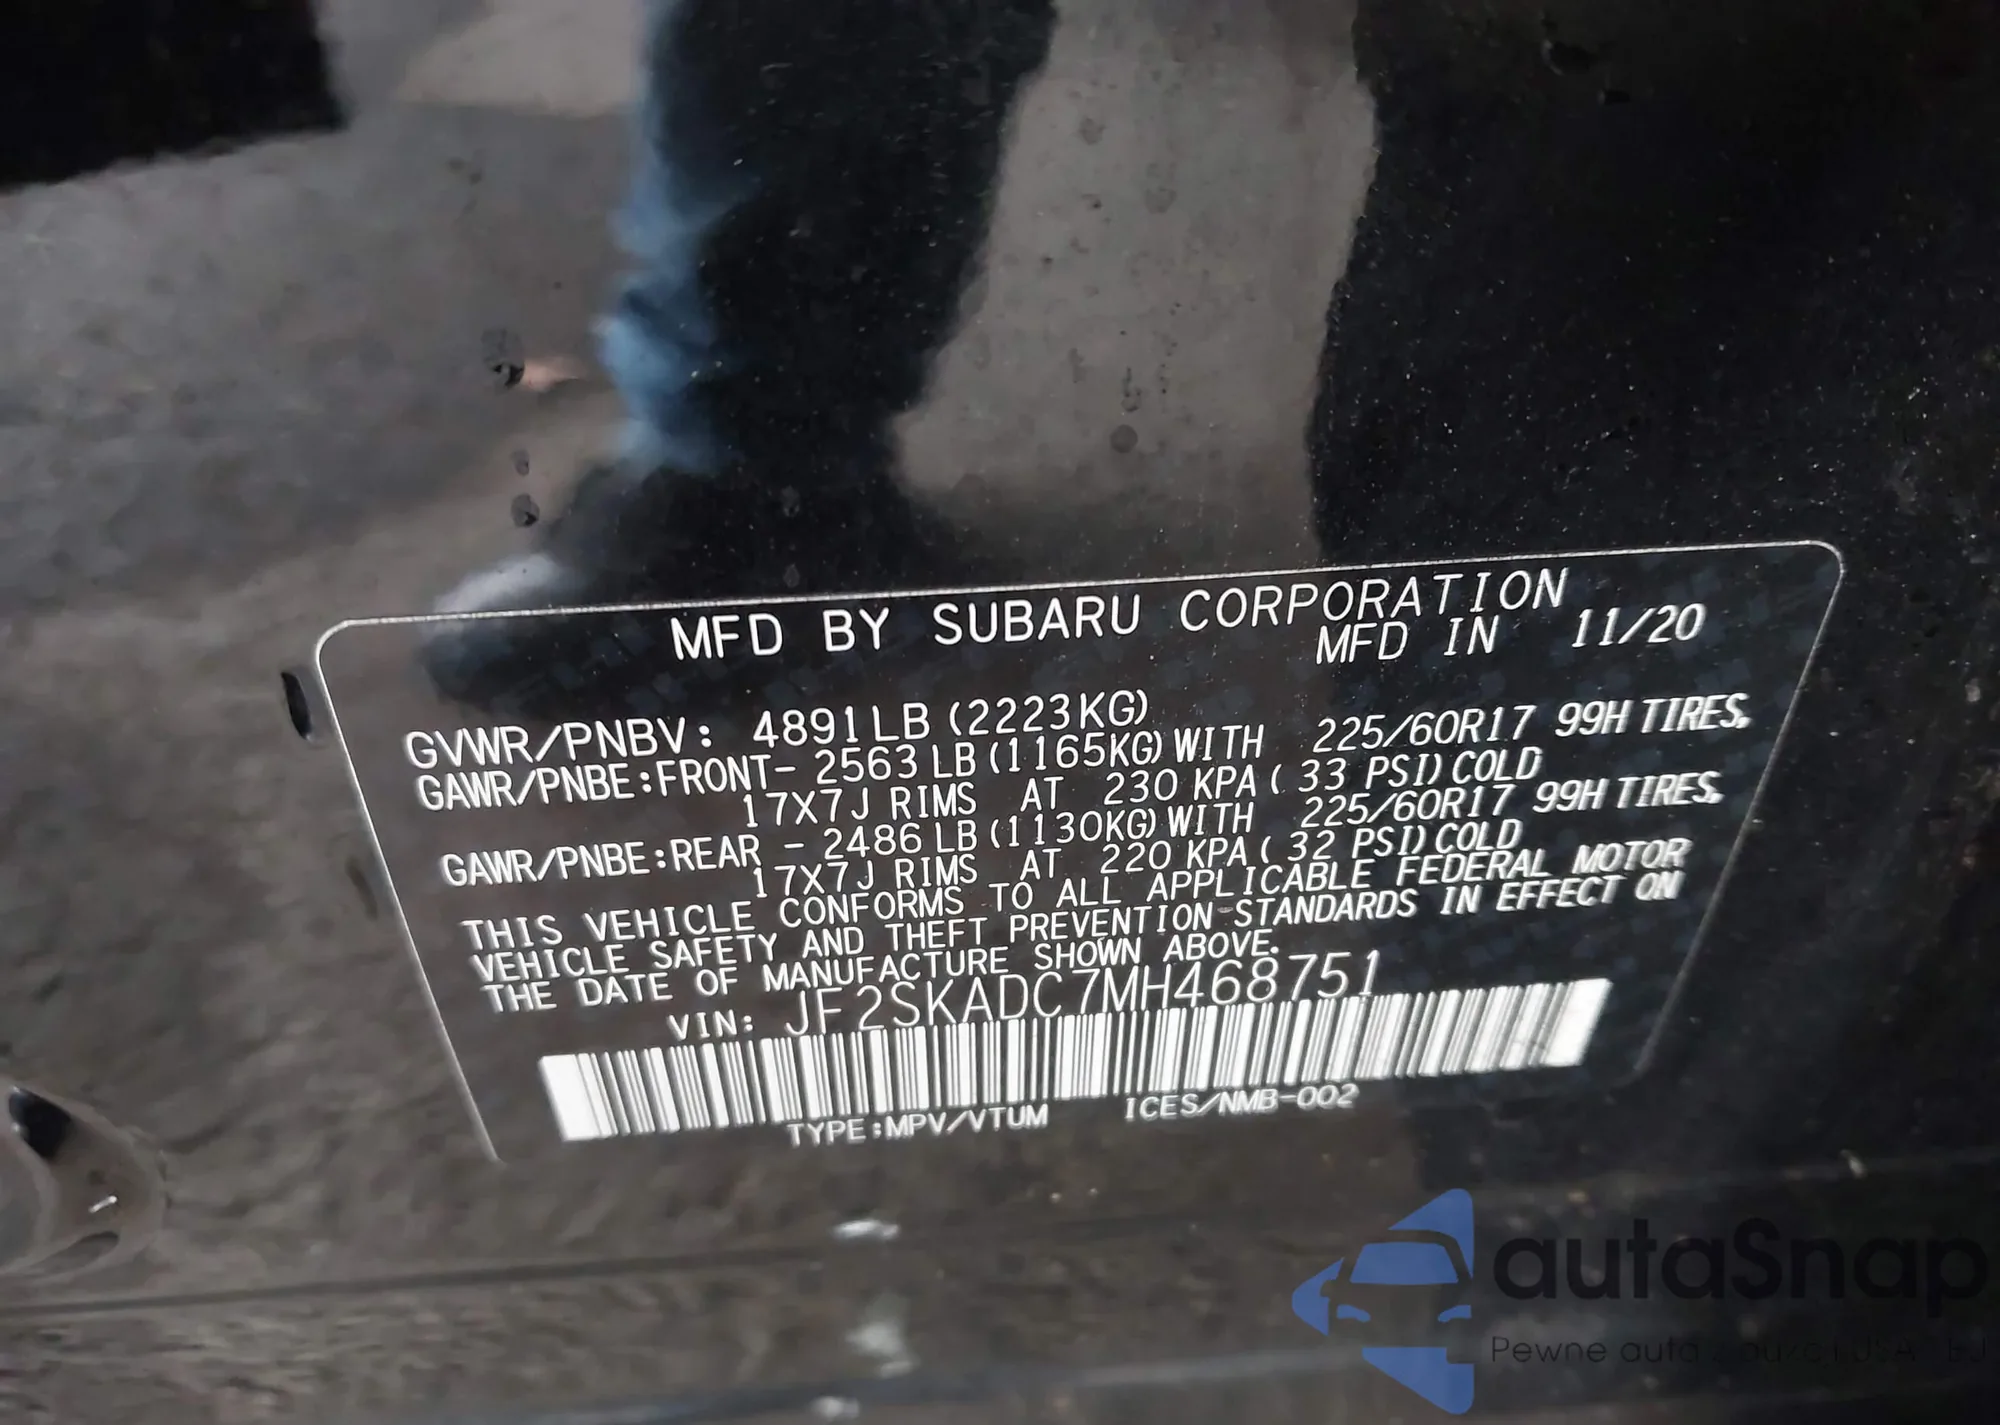 MFD BY SUBARU CORPORATION
MFD IN 11/20
GVWR/PNBV: 4891LB (2223KG)
GAWR/PNBE:FRONT- 2563 LB (1165KG) WITH 225/60R17 99H TIRES,
17X7J RIMS AT 230 KPA ( 33 PSI) COLD
GAWR/PNBE:REAR - 2486 LB (1130KG) WITH 225/60R17 99H TIRES,
17X7J RIMS AT 220 KPA ( 32 PSI) COLD
THIS VEHICLE CONFORMS TO ALL APPLICABLE FEDERAL MOTOR
VEHICLE SAFETY AND THEFT PREVENTION STANDARDS IN EFFECT ON
THE DATE OF MANUFACTURE SHOWN ABOVE.
VIN: JF2SKADC7MH468751
TYPE:MPV/VTUM ICES/NMB-002
autaSnap
Pewne auta